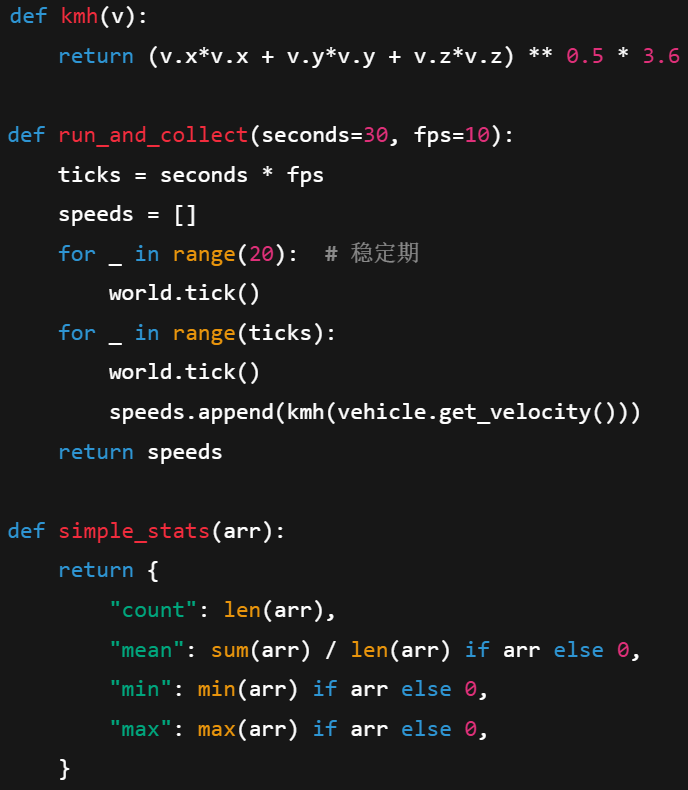 def kmh(v):
    return (v.x*v.x + v.y*v.y + v.z*v.z) ** 0.5 * 3.6

def run_and_collect(seconds=30, fps=10):
    ticks = seconds * fps
    speeds = []
    for _ in range(20):  # 稳定期
        world.tick()
    for _ in range(ticks):
        world.tick()
        speeds.append(kmh(vehicle.get_velocity()))
    return speeds

def simple_stats(arr):
    return {
        "count": len(arr),
        "mean": sum(arr) / len(arr) if arr else 0,
        "min": min(arr) if arr else 0,
        "max": max(arr) if arr else 0,
    }